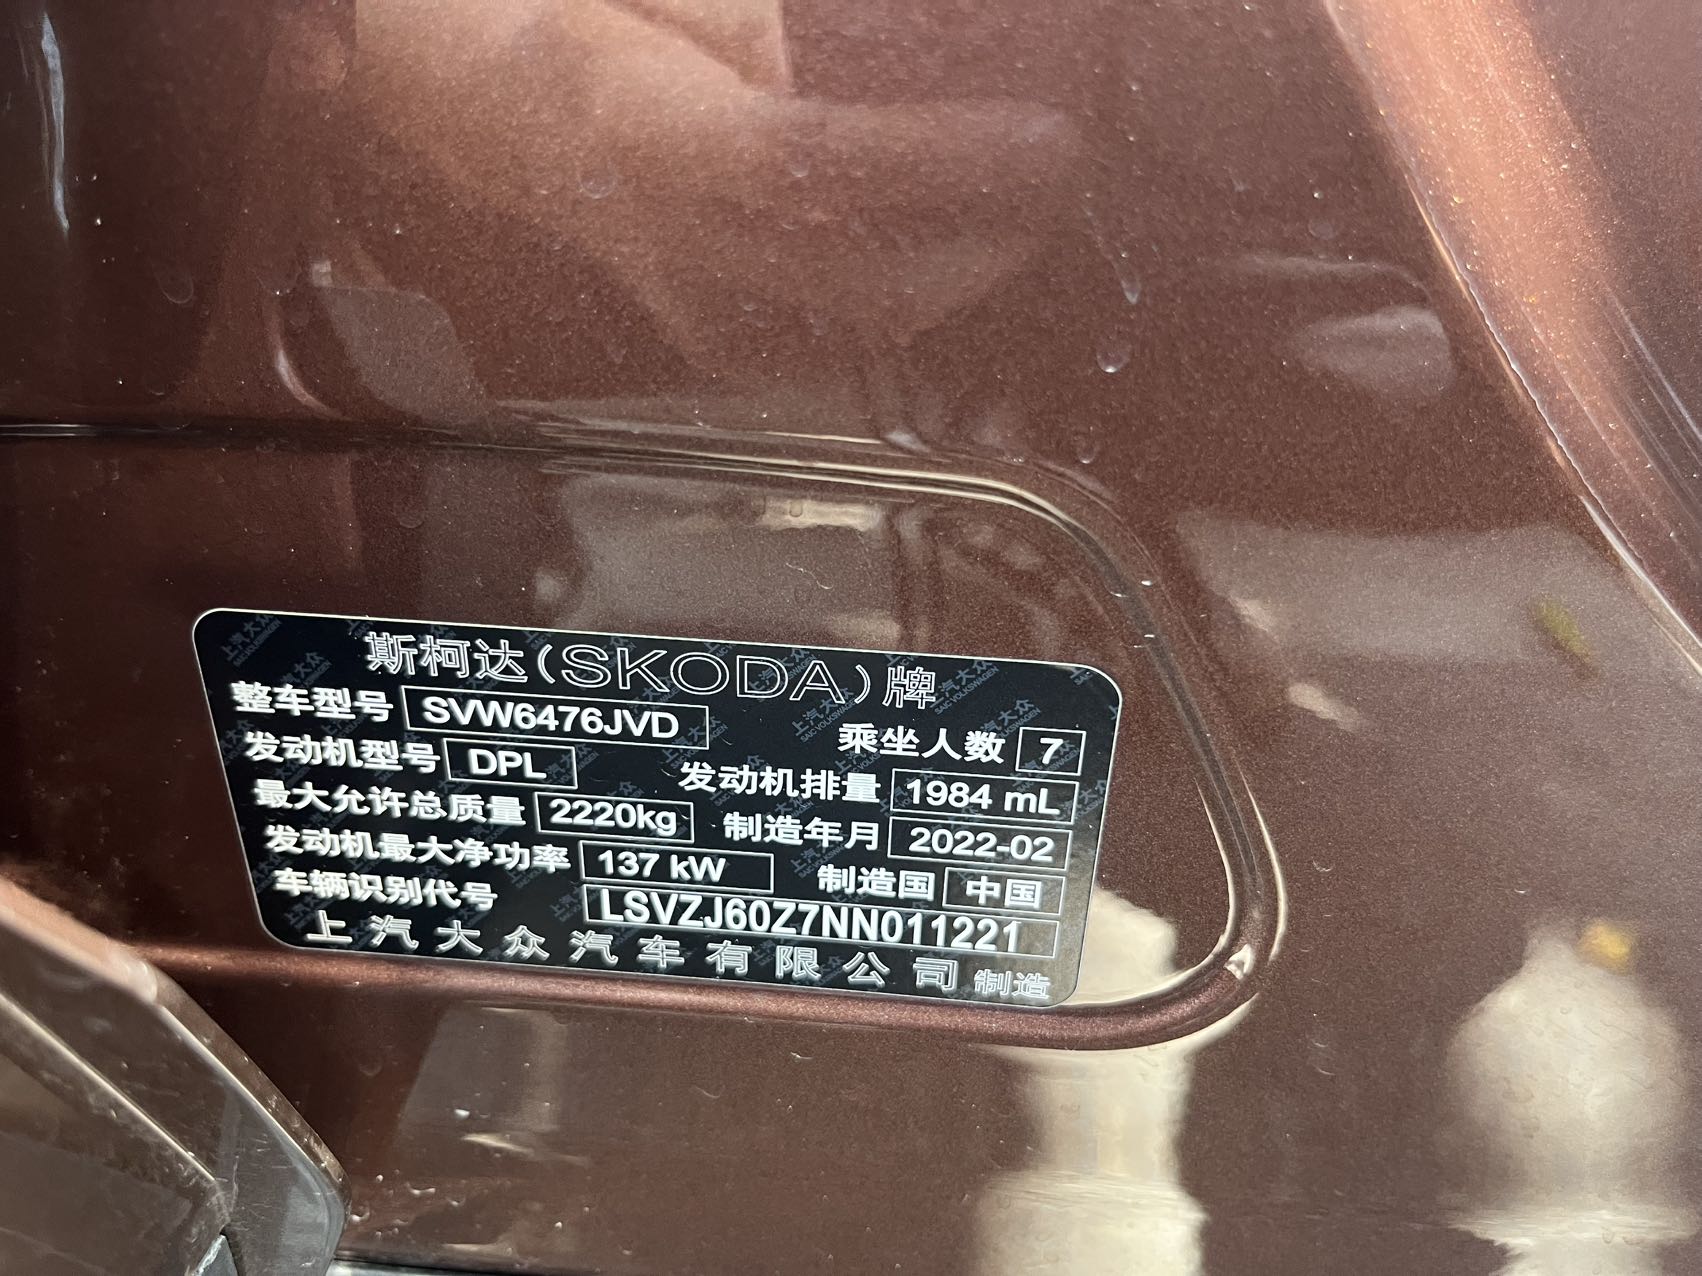 斯柯达(SKODA)牌
整车型号 SVW6476JVD 乘坐人数 7
发动机型号 DPL 发动机排量 1984 mL
最大允许总质量 2220kg 制造年月 2022-02
发动机最大净功率 137 kW 制造国 中国
车辆识别代号 LSVZJ60Z7NN011221
上汽大众汽车有限公司 制造